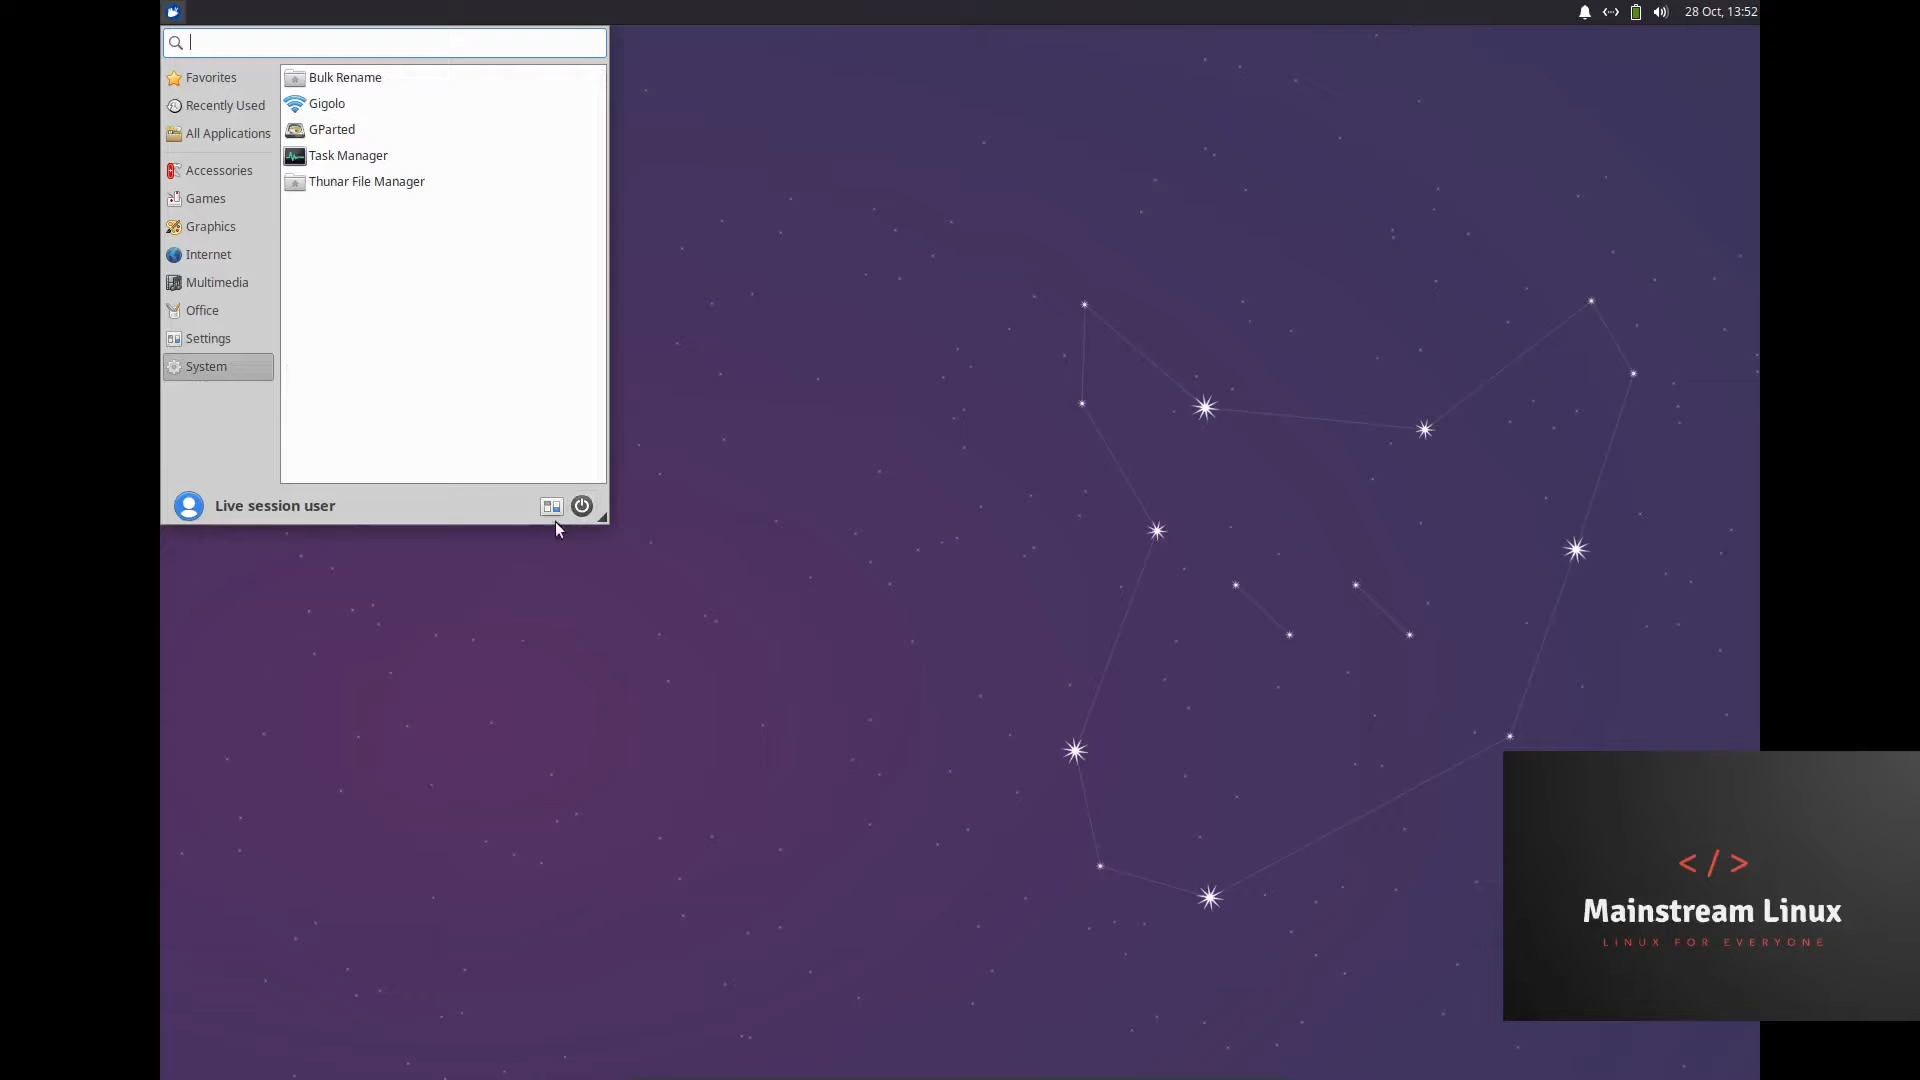 28 Oct, 13:52
Favorites
Recently Used
All Applications
Accessories
Games
Graphics
Internet
Multimedia
Office
Settings
System
Bulk Rename
Gigolo
GParted
Task Manager
Thunar File Manager
Live session user
</>
Mainstream Linux
LINUX FOR EVERYONE